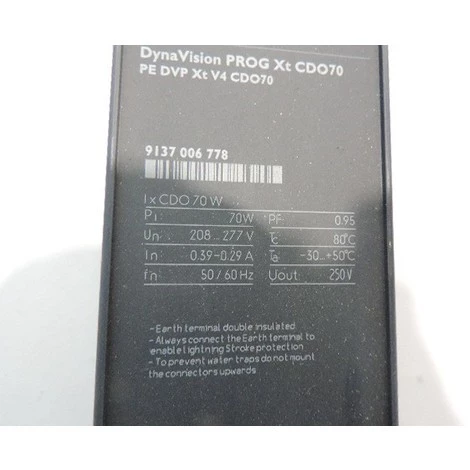 DynaVision PROG Xt CDO70
PE DVP Xt V4 CDO70
9137 006 778
1 x CDO 70 W
Pi : 70W PF: 0.95
Un : 208...277 V Tc 80°C
In : 0.39-0.29 A Ta -30...+50°C
fn : 50 / 60 Hz Uout: 250V
- Earth terminal double insulated
- Always connect the Earth terminal to
enable lightning Stroke protection
- To prevent water traps do not mount
the connectors upwards